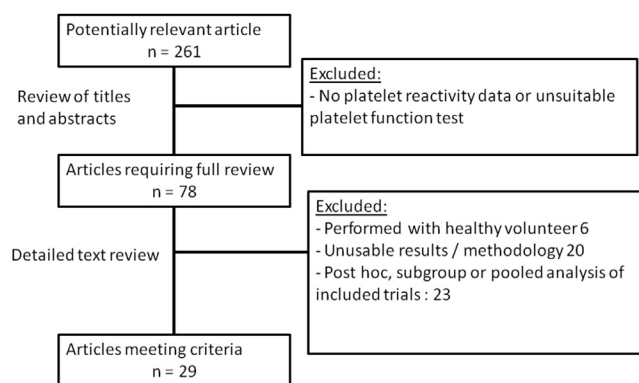 Potentially relevant article
n = 261
Review of titles
and abstracts
Excluded:
- No platelet reactivity data or unsuitable
platelet function test
Articles requiring full review
n = 78
Detailed text review
Excluded:
- Performed with healthy volunteer 6
- Unusable results / methodology 20
- Post hoc, subgroup or pooled analysis of
included trials : 23
Articles meeting criteria
n = 29